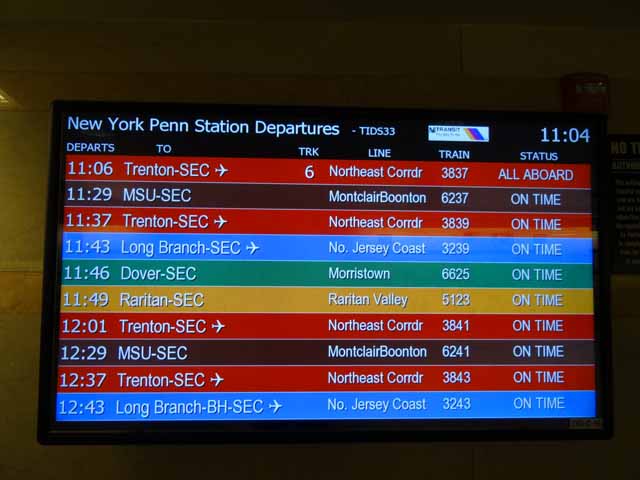 New York Penn Station Departures - TIDS33 TRANSIT 11:04
DEPARTS TO TRK LINE TRAIN STATUS
11:06 Trenton-SEC ✈ 6 Northeast Corrdr 3837 ALL ABOARD
11:29 MSU-SEC MontclairBoonton 6237 ON TIME
11:37 Trenton-SEC ✈ Northeast Corrdr 3839 ON TIME
11:43 Long Branch-SEC ✈ No. Jersey Coast 3239 ON TIME
11:46 Dover-SEC Morristown 6625 ON TIME
11:49 Raritan-SEC Raritan Valley 5123 ON TIME
12:01 Trenton-SEC ✈ Northeast Corrdr 3841 ON TIME
12:29 MSU-SEC MontclairBoonton 6241 ON TIME
12:37 Trenton-SEC ✈ Northeast Corrdr 3843 ON TIME
12:43 Long Branch-BH-SEC ✈ No. Jersey Coast 3243 ON TIME